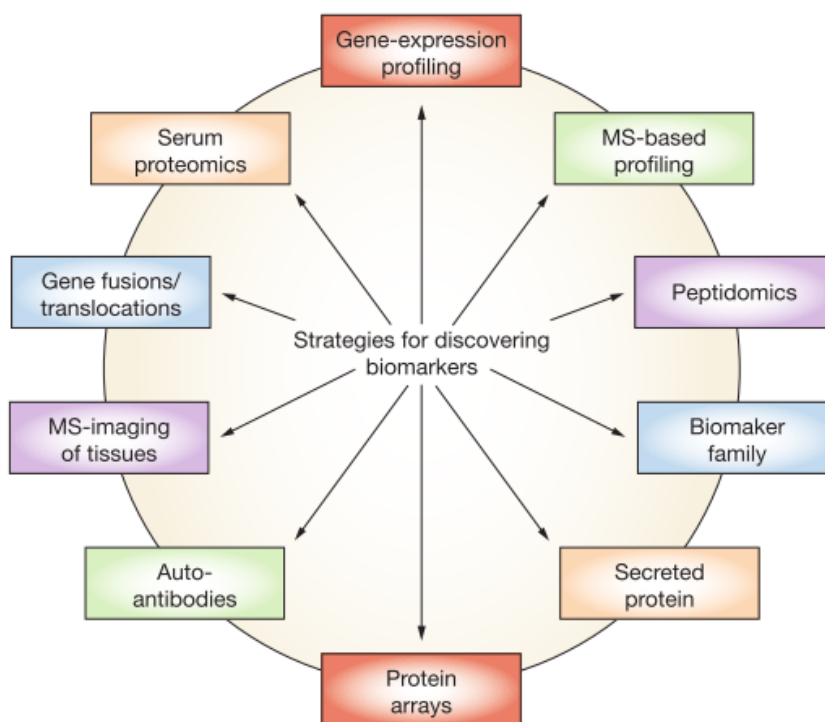 Gene-expression
profiling
Serum
proteomics
MS-based
profiling
Gene fusions/
translocations
Peptidomics
Strategies for discovering
biomarkers
MS-imaging
of tissues
Biomaker
family
Auto-
antibodies
Secreted
protein
Protein
arrays